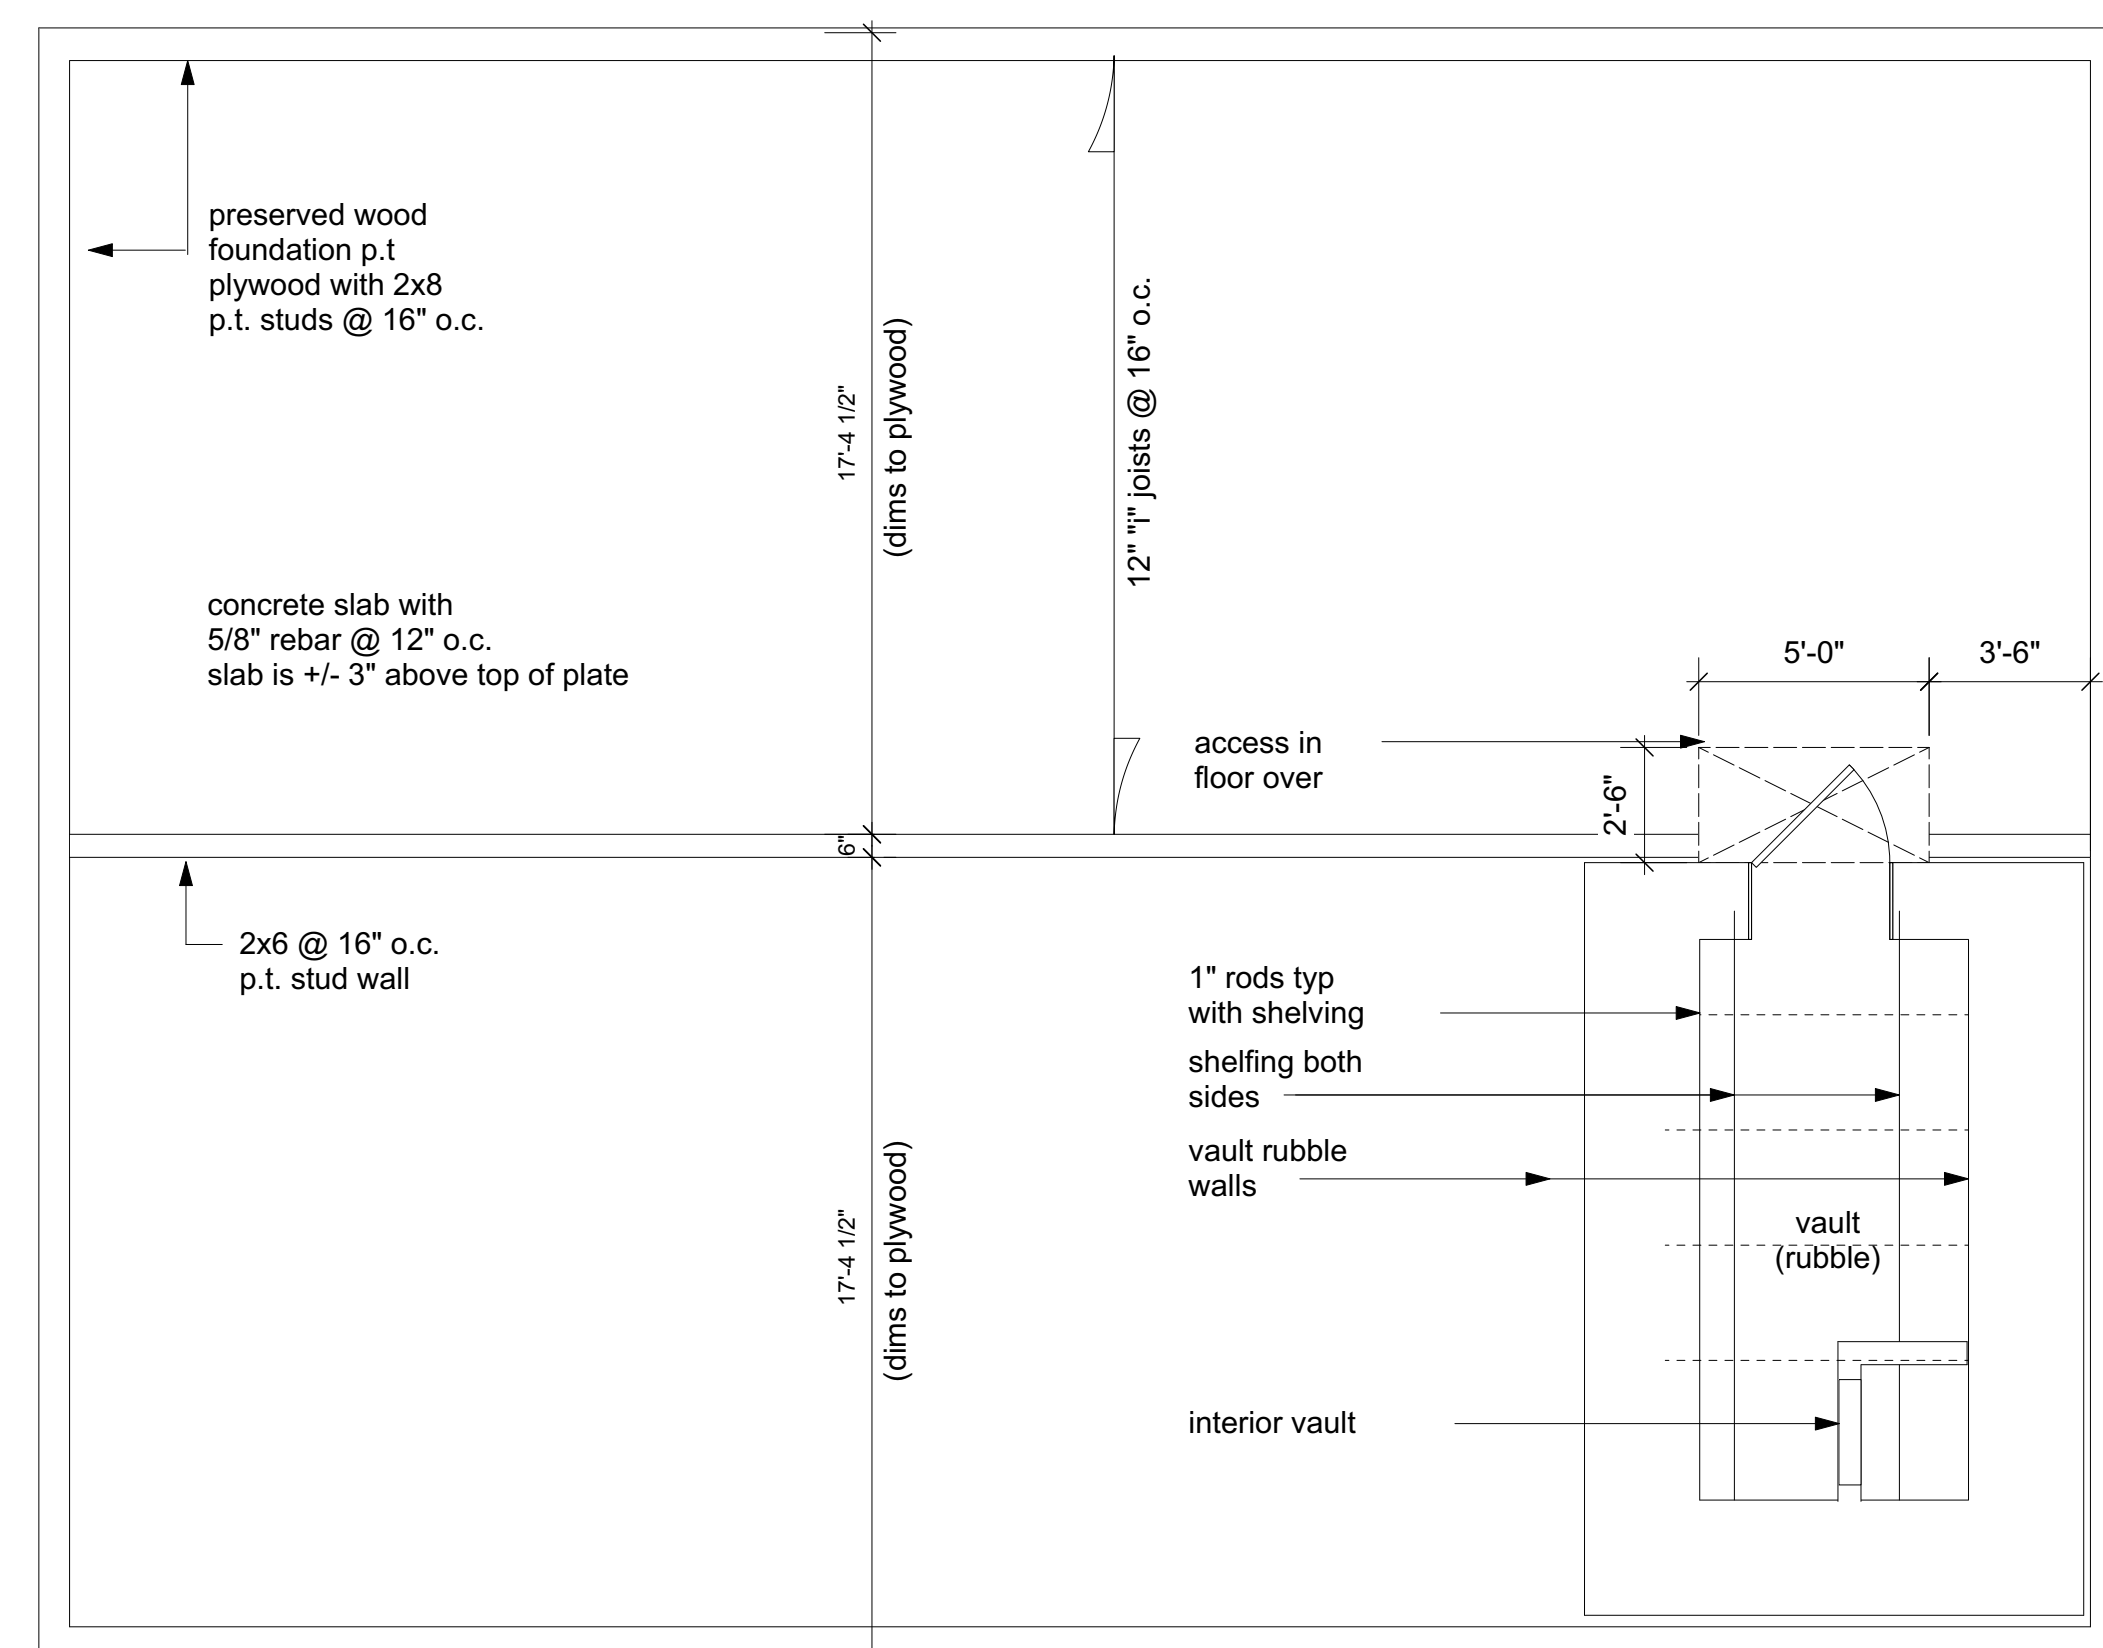 preserved wood
foundation p.t
plywood with 2x8
p.t. studs @ 16" o.c.
17'-4 1/2"
(dims to plywood)
12" "i" joists @ 16" o.c.
concrete slab with
5/8" rebar @ 12" o.c.
slab is +/- 3" above top of plate
5'-0"
3'-6"
access in
floor over
2'-6"
6"
2x6 @ 16" o.c.
p.t. stud wall
1" rods typ
with shelving
shelfing both
sides
vault rubble
walls
vault
(rubble)
17'-4 1/2"
(dims to plywood)
interior vault